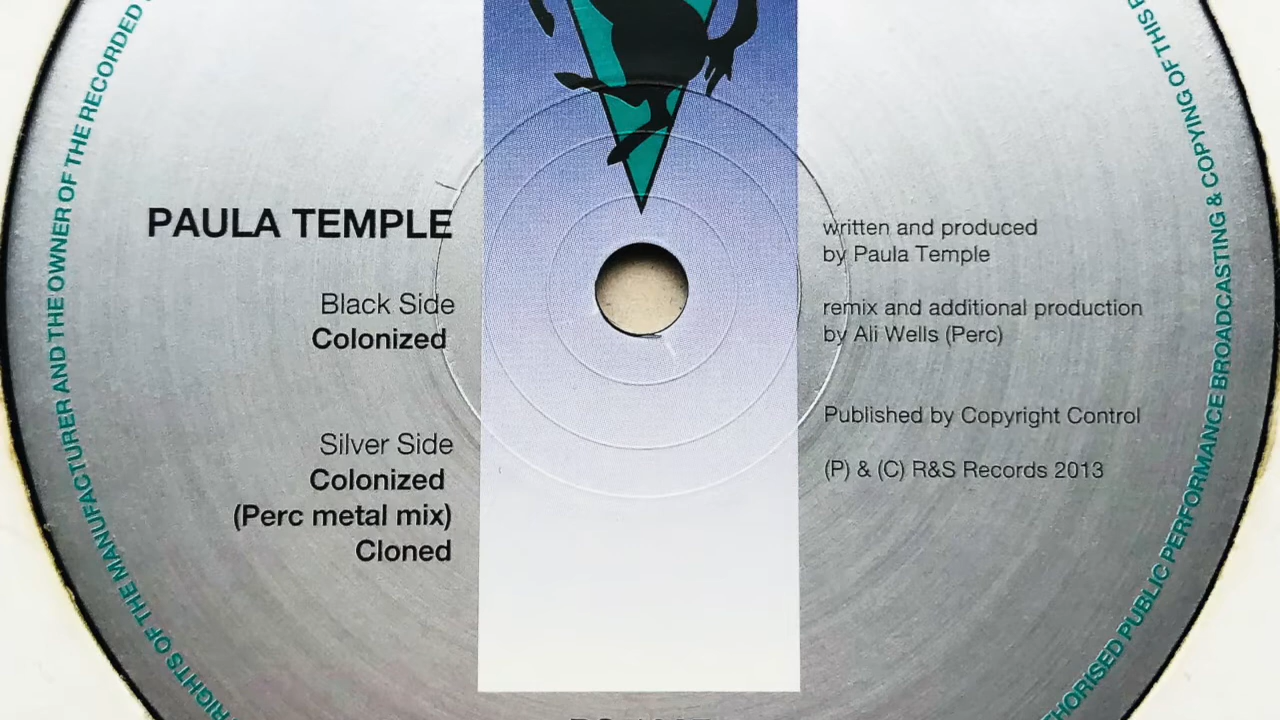 PAULA TEMPLE
Black Side
Colonized
Silver Side
Colonized
(Perc metal mix)
Cloned
written and produced
by Paula Temple
remix and additional production
by Ali Wells (Perc)
Published by Copyright Control
(P) & (C) R&S Records 2013
RIGHTS OF THE MANUFACTURER AND THE OWNER OF THE RECORDED
PUBLIC PERFORMANCE BROADCASTING & COPYING OF THIS